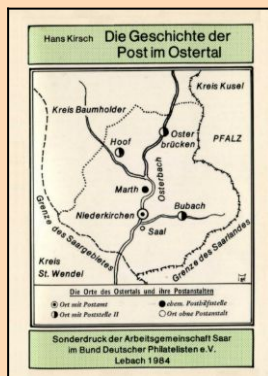 Hans Kirsch
Die Geschichte der
Post im Ostertal
Kreis Kusel
Kreis Baumholder
PFALZ
Hoof
Oster
brücken
Osterbach
Marth
Niederkirchen
Bubach
Saal
Grenze des Saargebietes
Grenze des Saarlandes
Kreis
St. Wendel
Die Orte des Ostertals und ihre Postanstalten
Ort mit Postamt
ehem. Posthilfstelle
Ort mit Poststelle II
Ort ohne Postanstalt
Sonderdruck der Arbeitsgemeinschaft Saar
im Bund Deutscher Philatelisten e.V.
Lebach 1984